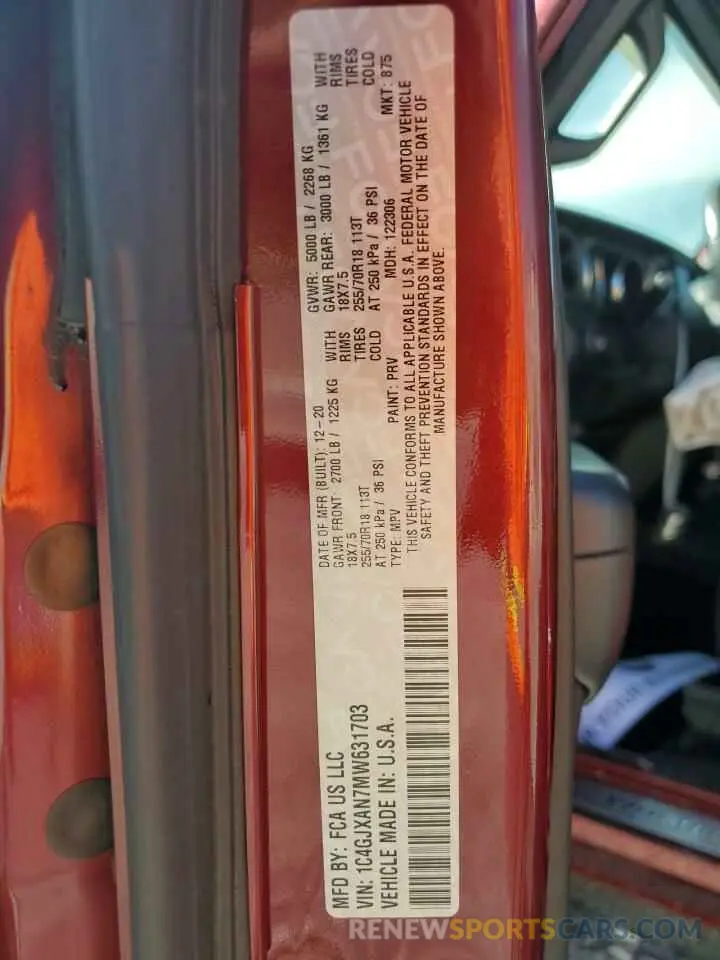 MFD BY: FCA US LLC
VIN: 1C4GJXAN7MW631703
VEHICLE MADE IN: U.S.A.
DATE OF MFR (BUILT): 12-20
GVWR: 5000 LB / 2268 KG
GAWR FRONT: 2700 LB / 1225 KG WITH
GAWR REAR: 3000 LB / 1361 KG WITH
18X7.5 RIMS
18X7.5 RIMS
255/70R18 113T TIRES
255/70R18 113T TIRES
AT 250 kPa / 36 PSI COLD
AT 250 kPa / 36 PSI COLD
TYPE: MPV PAINT: PRV MDH: 122306 MKT: 875
THIS VEHICLE CONFORMS TO ALL APPLICABLE U.S.A. FEDERAL MOTOR VEHICLE
SAFETY AND THEFT PREVENTION STANDARDS IN EFFECT ON THE DATE OF
MANUFACTURE SHOWN ABOVE.
RENEWSPORTSCARS.COM